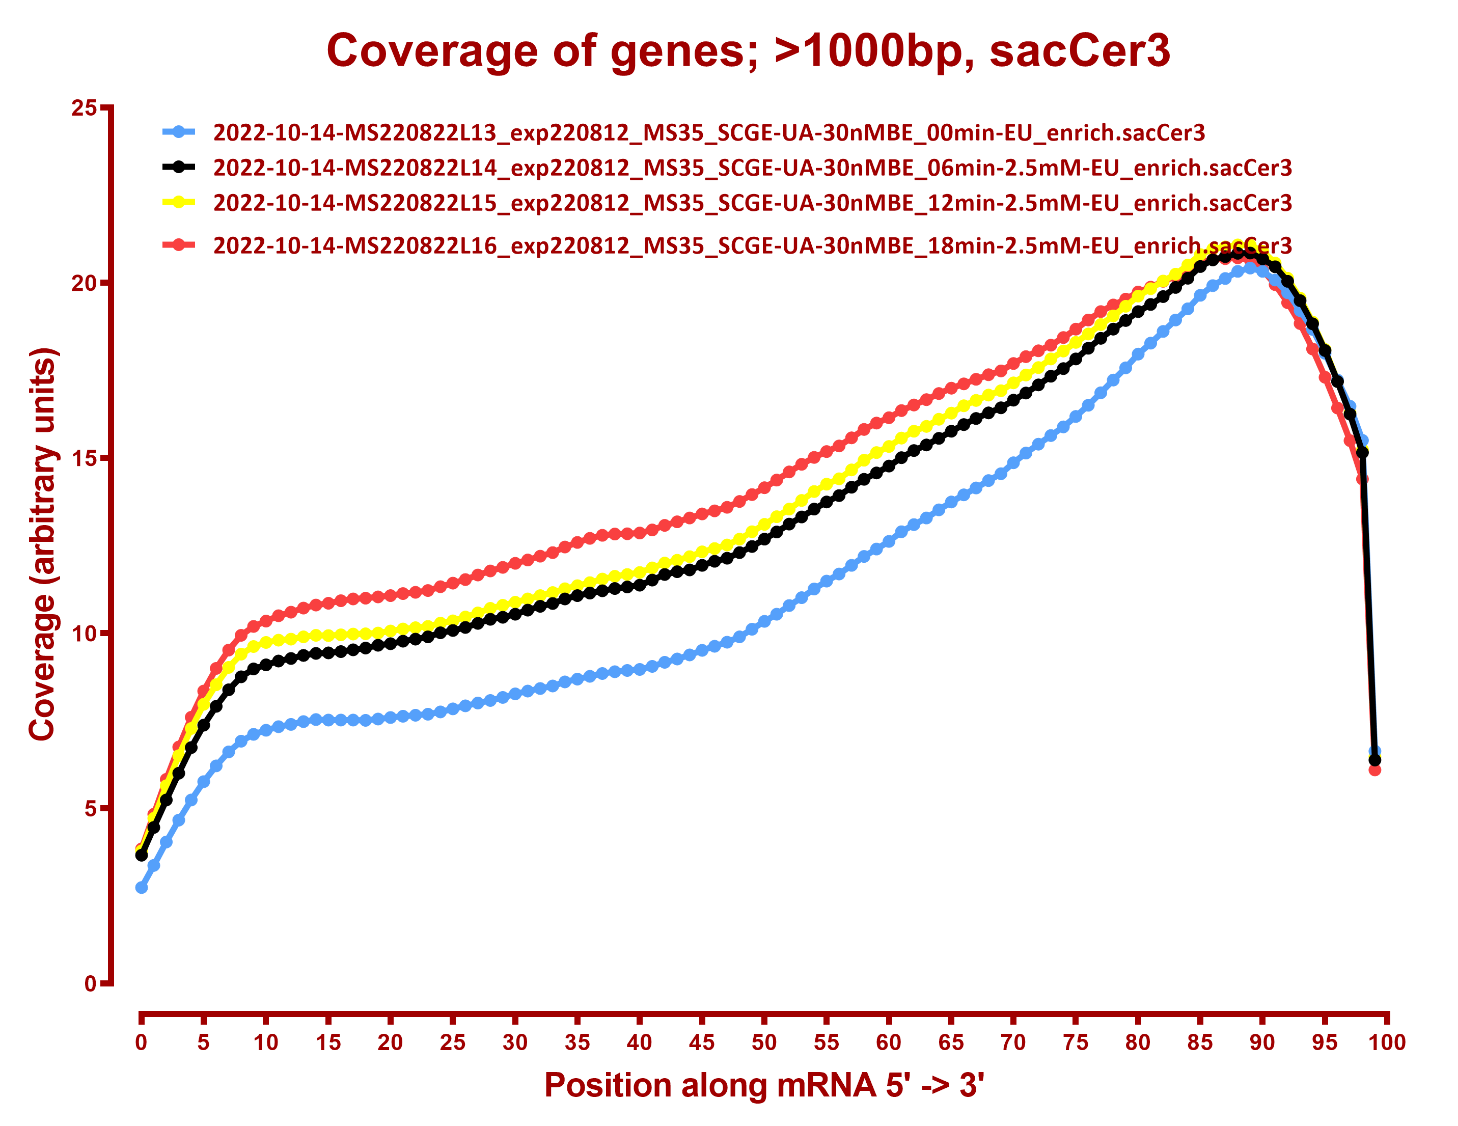 Coverage of genes; >1000bp, sacCer3
25
2022-10-14-MS220822L13_exp220812_MS35_SCGE-UA-30nMBE_00min-EU_enrich.sacCer3
2022-10-14-MS220822L14_exp220812_MS35_SCGE-UA-30nMBE_06min-2.5mM-EU_enrich.sacCer3
2022-10-14-MS220822L15_exp220812_MS35_SCGE-UA-30nMBE_12min-2.5mM-EU_enrich.sacCer3
2022-10-14-MS220822L16_exp220812_MS35_SCGE-UA-30nMBE_18min-2.5mM-EU_enrich.sacCer3
20
15
10
5
0
Coverage (arbitrary units)
0 5 10 15 20 25 30 35 40 45 50 55 60 65 70 75 80 85 90 95 100
Position along mRNA 5' -> 3'